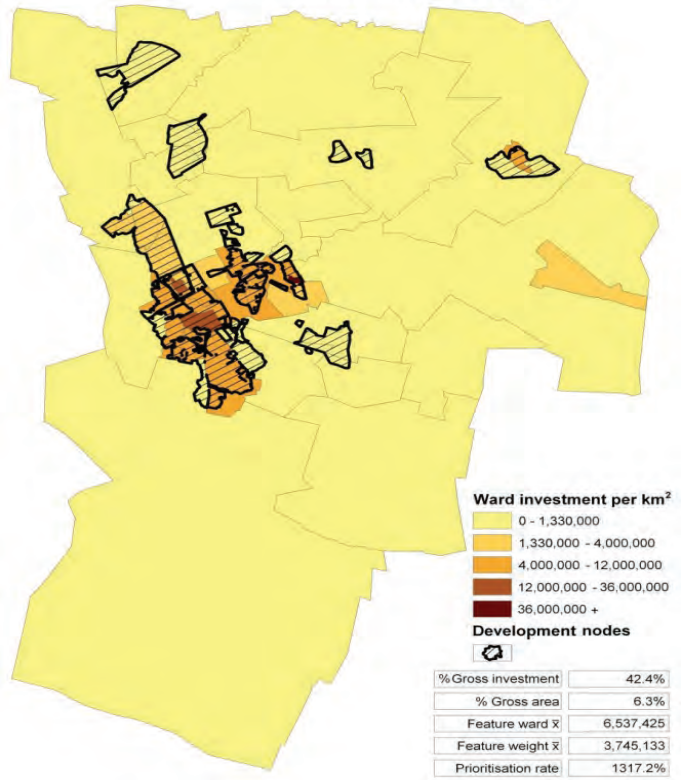 Ward investment per km²
0 - 1,330,000
1,330,000 - 4,000,000
4,000,000 - 12,000,000
12,000,000 - 36,000,000
36,000,000 +
Development nodes
%Gross investment 42.4%
% Gross area 6.3%
Feature ward x̅ 6,537,425
Feature weight x̅ 3,745,133
Prioritisation rate 1317.2%